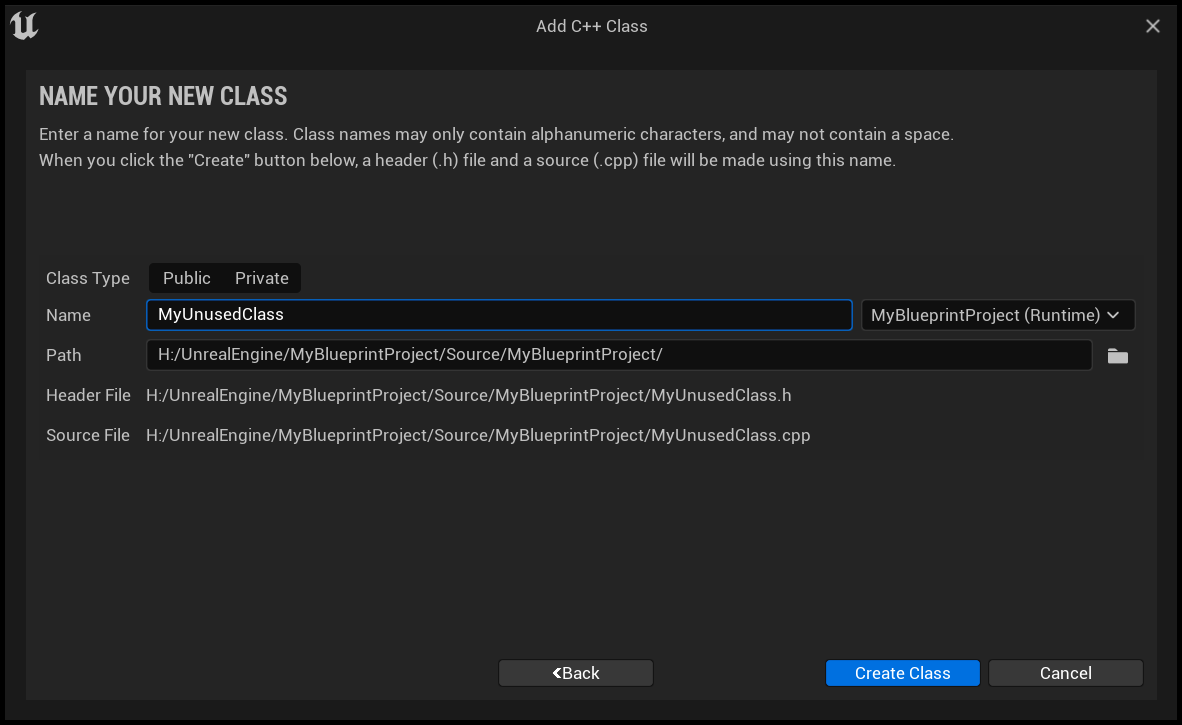 Add C++ Class
NAME YOUR NEW CLASS
Enter a name for your new class. Class names may only contain alphanumeric characters, and may not contain a space.
When you click the "Create" button below, a header (.h) file and a source (.cpp) file will be made using this name.
Class Type Public Private
Name MyUnusedClass MyBlueprintProject (Runtime)
Path H:/UnrealEngine/MyBlueprintProject/Source/MyBlueprintProject/
Header File H:/UnrealEngine/MyBlueprintProject/Source/MyBlueprintProject/MyUnusedClass.h
Source File H:/UnrealEngine/MyBlueprintProject/Source/MyBlueprintProject/MyUnusedClass.cpp
Back Create Class Cancel